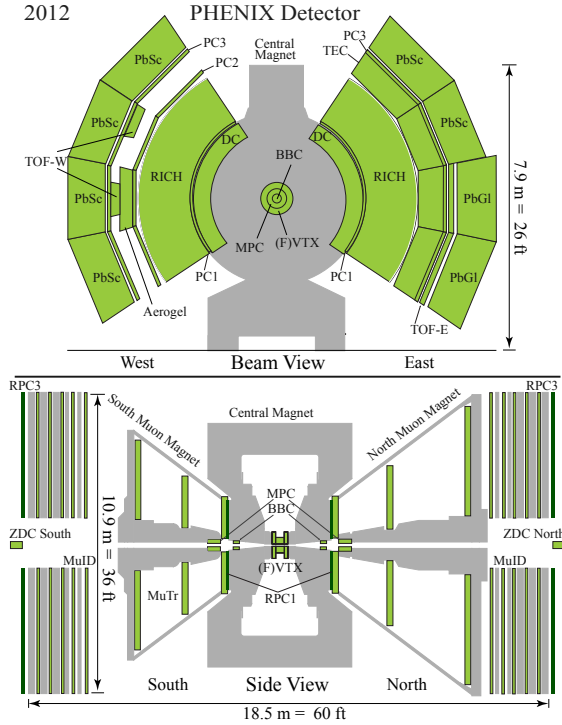 2012
PHENIX Detector
Central
Magnet
PC3
PC2
PC3
TEC
PbSc
PbSc
PbSc
PbSc
PbSc
PbSc
PbGl
PbGl
TOF-W
DC
DC
BBC
RICH
RICH
MPC
(F)VTX
PC1
PC1
Aerogel
TOF-E
7.9 m = 26 ft
West
Beam View
East
RPC3
RPC3
South Muon Magnet
Central Magnet
North Muon Magnet
10.9 m = 36 ft
MPC
BBC
ZDC South
ZDC North
MuID
MuID
(F)VTX
MuTr
RPC1
South
Side View
North
18.5 m = 60 ft